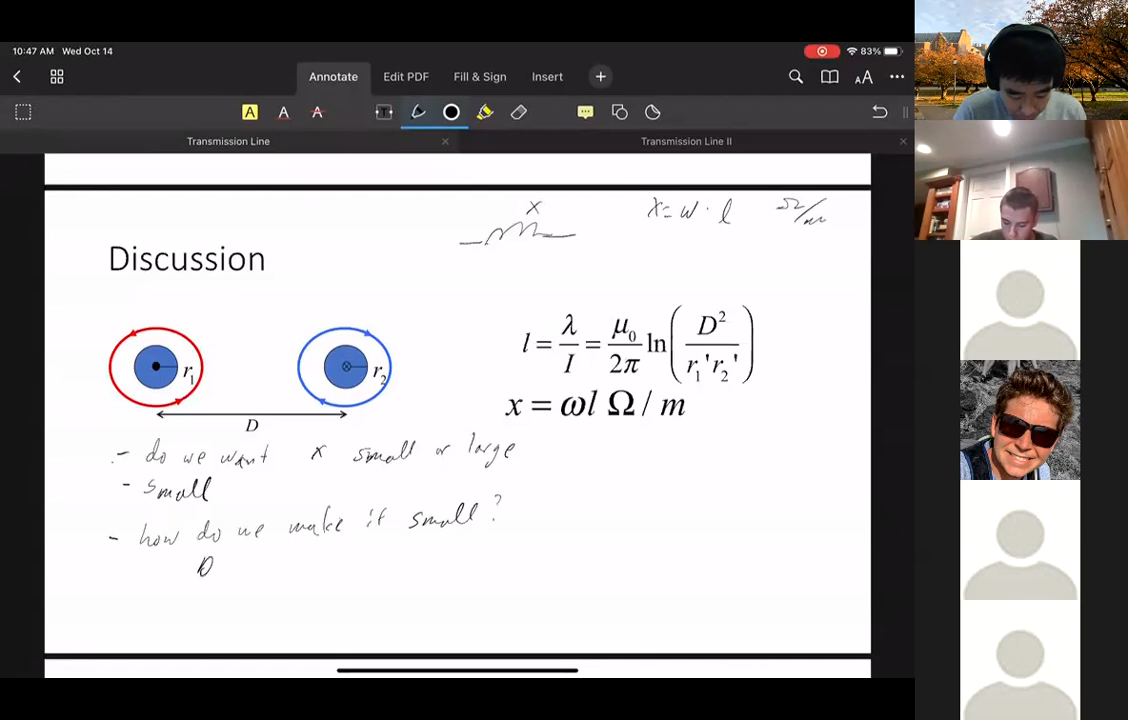 10:47 AM Wed Oct 14
83%
Annotate Edit PDF Fill & Sign Insert
AA
A A A T
Transmission Line Transmission Line II
x
x = w · l Ω/m
Discussion
r₁ r₂
D
l = λ/I = μ₀/2π ln(D²/r₁'r₂')
x = ωl Ω / m
- do we want x small or large
- small
- how do we make it small?
D